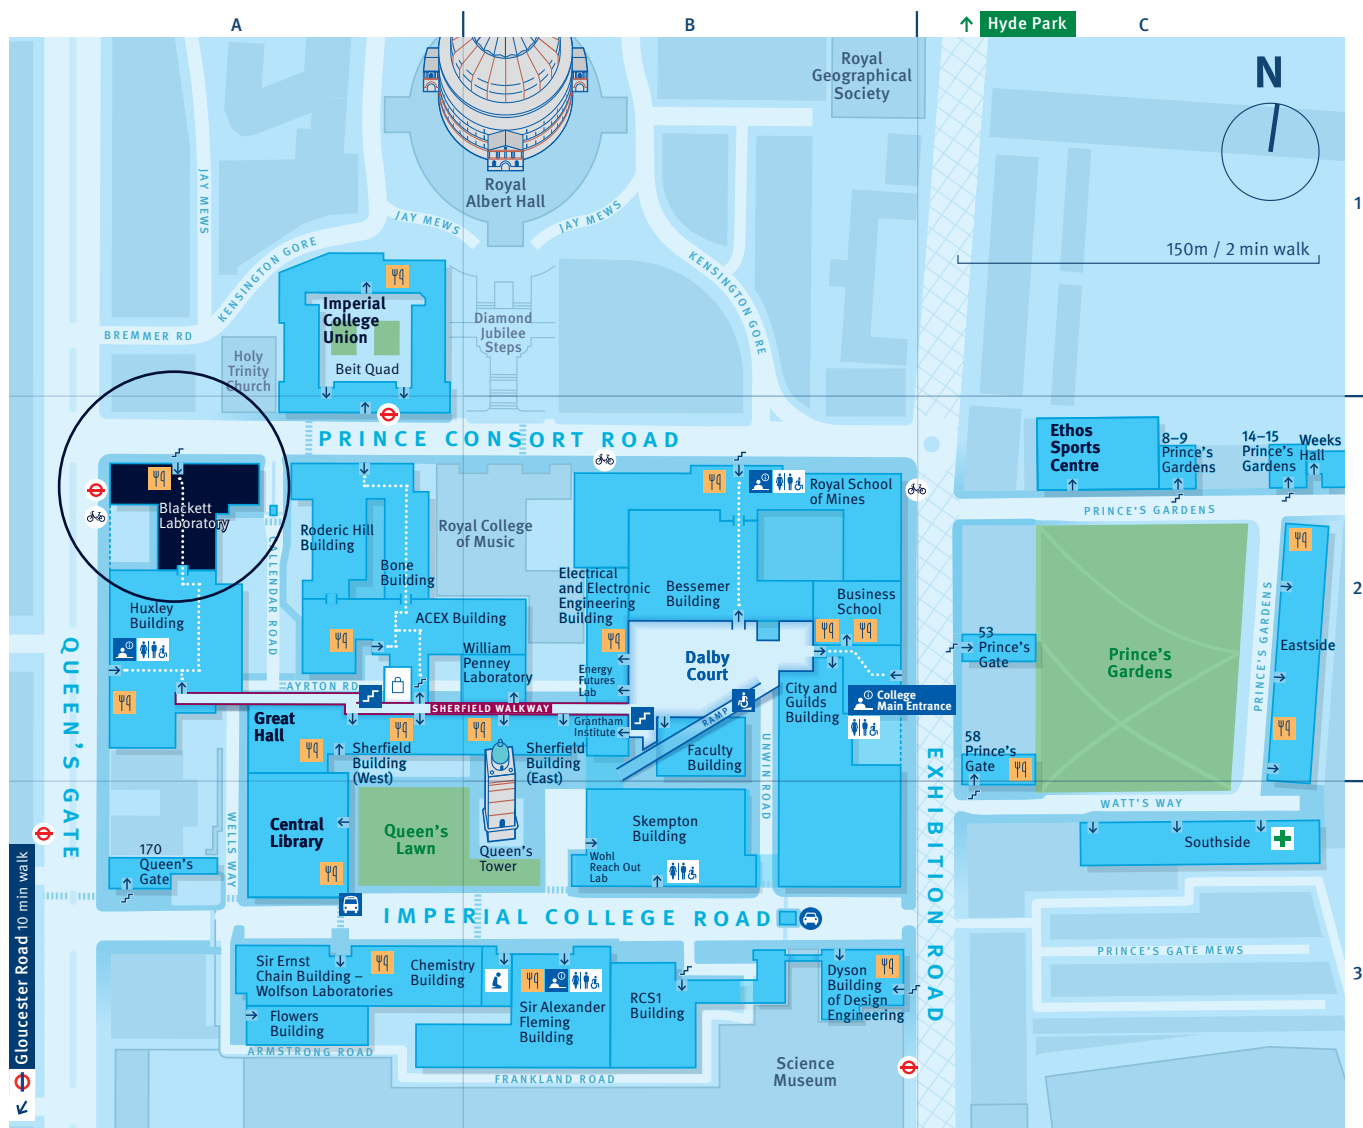 A
B
Hyde Park
C
N
1
150m / 2 min walk
Royal
Geographical
Society
Royal
Albert Hall
JAY MEWS
JAY MEWS
JAY MEWS
KENSINGTON GORE
KENSINGTON GORE
BREMMER RD
Imperial
College
Union
Beit Quad
Diamond
Jubilee
Steps
Holy
Trinity
Church
PRINCE CONSORT ROAD
Ethos
Sports
Centre
8–9
Prince's
Gardens
14–15
Prince's
Gardens
Weeks
Hall
PRINCE'S GARDENS
Blackett
Laboratory
Roderic Hill
Building
Royal College
of Music
Royal School
of Mines
CALLENDAR ROAD
Bone
Building
Electrical
and Electronic
Engineering
Building
Bessemer
Building
Business
School
2
Huxley
Building
ACEX Building
William
Penney
Laboratory
Energy
Futures
Lab
Dalby
Court
53
Prince's
Gate
Prince's
Gardens
PRINCE'S GARDENS
Eastside
QUEEN'S GATE
AYRTON RD
SHERFIELD WALKWAY
Great
Hall
Grantham
Institute
RAMP
City and
Guilds
Building
College
Main Entrance
Sherfield
Building
(West)
Sherfield
Building
(East)
Faculty
Building
UNWIN ROAD
58
Prince's
Gate
EXHIBITION ROAD
WATT'S WAY
Central
Library
Queen's
Lawn
Queen's
Tower
Skempton
Building
Wohl
Reach Out
Lab
Southside
WELLS WAY
170
Queen's
Gate
Gloucester Road 10 min walk
IMPERIAL COLLEGE ROAD
PRINCE'S GATE MEWS
3
Sir Ernst
Chain Building –
Wolfson Laboratories
Chemistry
Building
Flowers
Building
Sir Alexander
Fleming
Building
RCS1
Building
Dyson
Building
of Design
Engineering
ARMSTRONG ROAD
FRANKLAND ROAD
Science
Museum